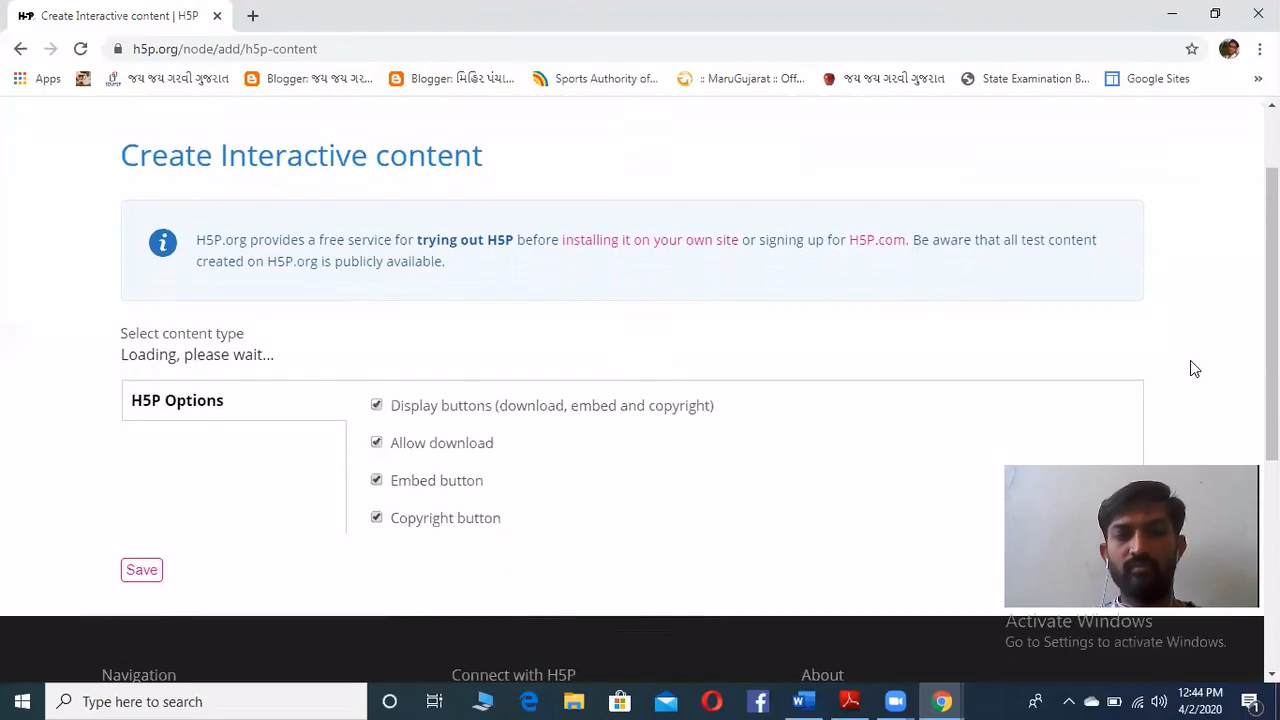 H-P Create Interactive content | H5P
h5p.org/node/add/h5p-content
Apps જય જય ગરવી ગુજરાત Blogger: જય જય ગર... Blogger: મિહિર પંચા... Sports Authority of... :: MaruGujarat :: Off... જય જય ગરવી ગુજરાત State Examination B... Google Sites
Create Interactive content
H5P.org provides a free service for trying out H5P before installing it on your own site or signing up for H5P.com. Be aware that all test content
created on H5P.org is publicly available.
Select content type
Loading, please wait...
H5P Options
Display buttons (download, embed and copyright)
Allow download
Embed button
Copyright button
Save
Activate Windows
Go to Settings to activate Windows.
Navigation Connect with H5P About
Type here to search
12:44 PM
4/2/2020